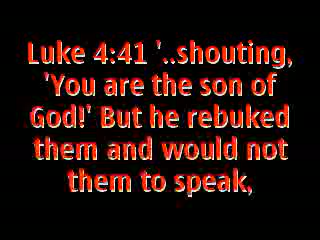 Luke 4:41 '..shouting,
'You are the son of
God!' But he rebuked
them and would not
them to speak,